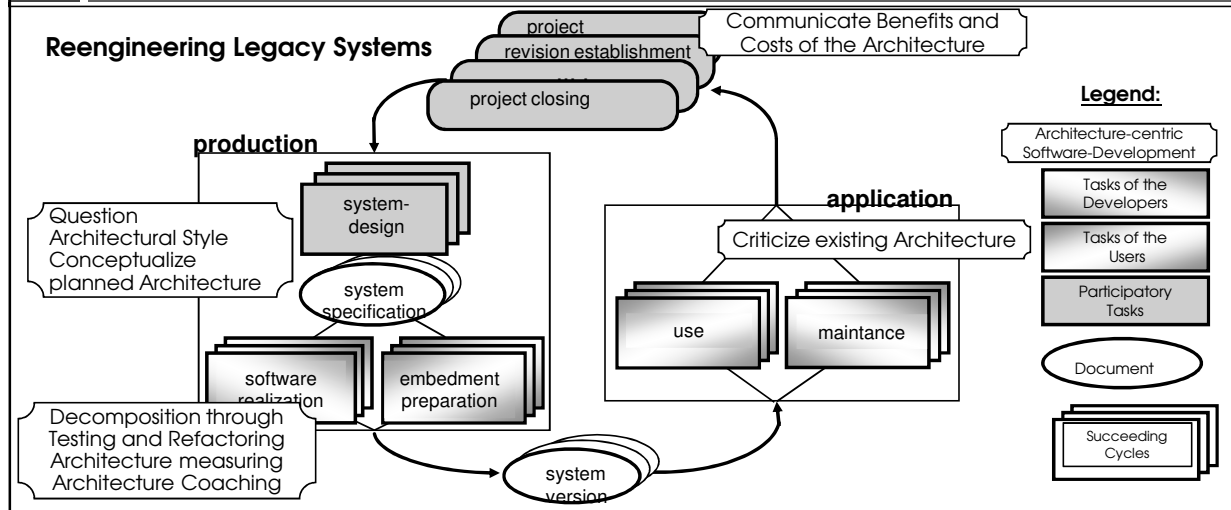 Reengineering Legacy Systems
project
revision establishment
project closing
Communicate Benefits and
Costs of the Architecture
production
system-
design
Question
Architectural Style
Conceptualize
planned Architecture
system
specification
software
realization
embedment
preparation
Decomposition through
Testing and Refactoring
Architecture measuring
Architecture Coaching
system
version
application
Criticize existing Architecture
use
maintance
Legend:
Architecture-centric
Software-Development
Tasks of the
Developers
Tasks of the
Users
Participatory
Tasks
Document
Succeeding
Cycles